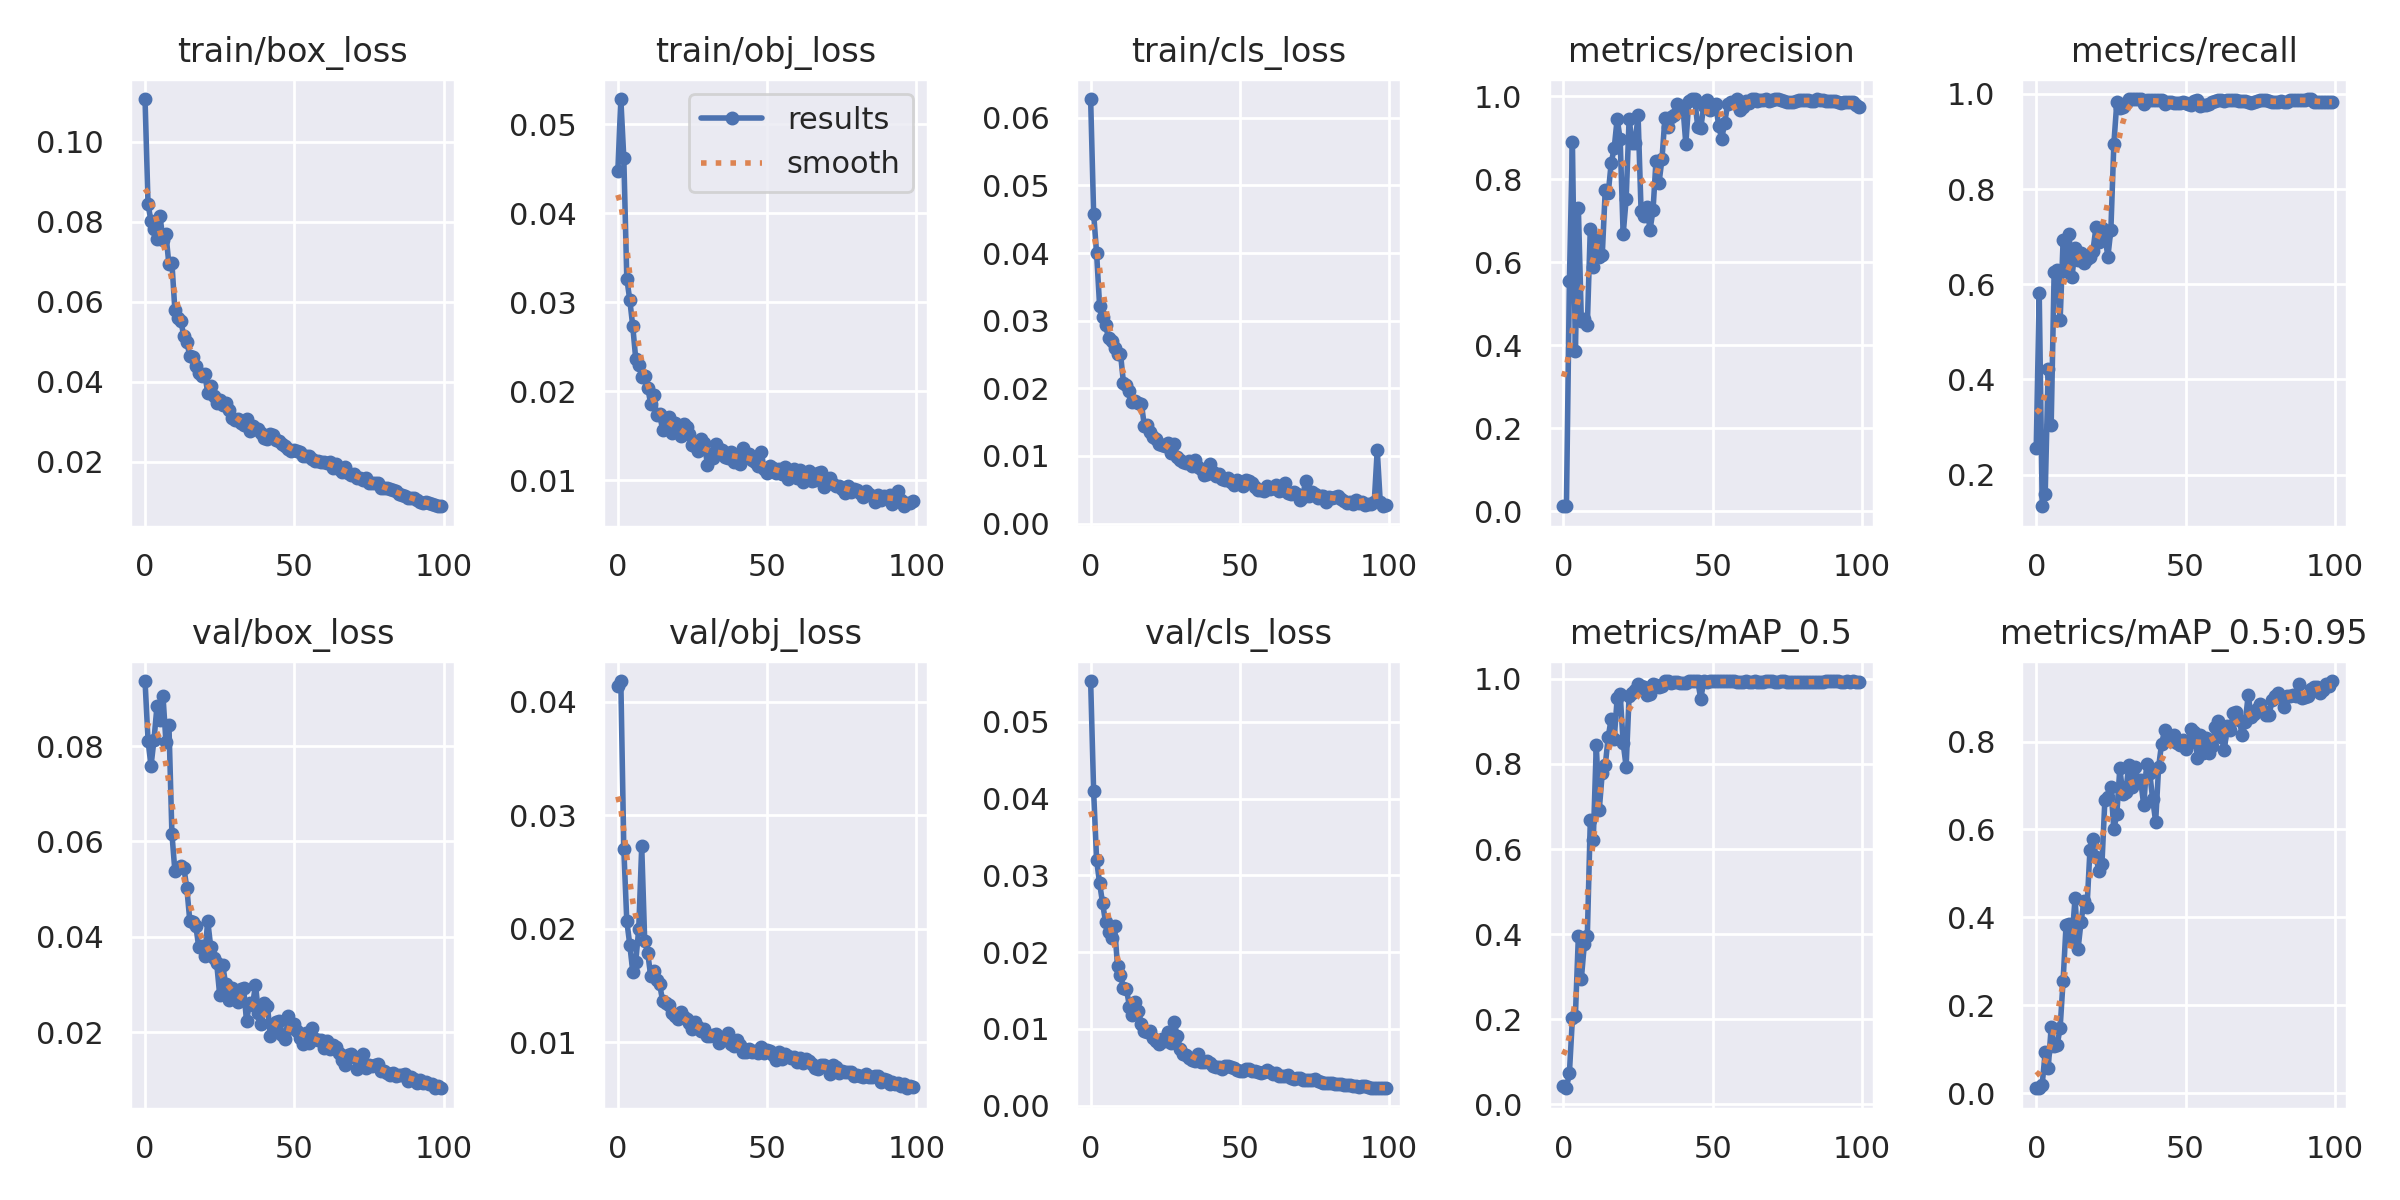 train/box_loss
0.10
0.08
0.06
0.04
0.02
0 50 100
train/obj_loss
results
smooth
0.05
0.04
0.03
0.02
0.01
0 50 100
train/cls_loss
0.06
0.05
0.04
0.03
0.02
0.01
0.00
0 50 100
metrics/precision
1.0
0.8
0.6
0.4
0.2
0.0
0 50 100
metrics/recall
1.0
0.8
0.6
0.4
0.2
0 50 100
val/box_loss
0.08
0.06
0.04
0.02
0 50 100
val/obj_loss
0.04
0.03
0.02
0.01
0 50 100
val/cls_loss
0.05
0.04
0.03
0.02
0.01
0.00
0 50 100
metrics/mAP_0.5
1.0
0.8
0.6
0.4
0.2
0.0
0 50 100
metrics/mAP_0.5:0.95
0.8
0.6
0.4
0.2
0.0
0 50 100